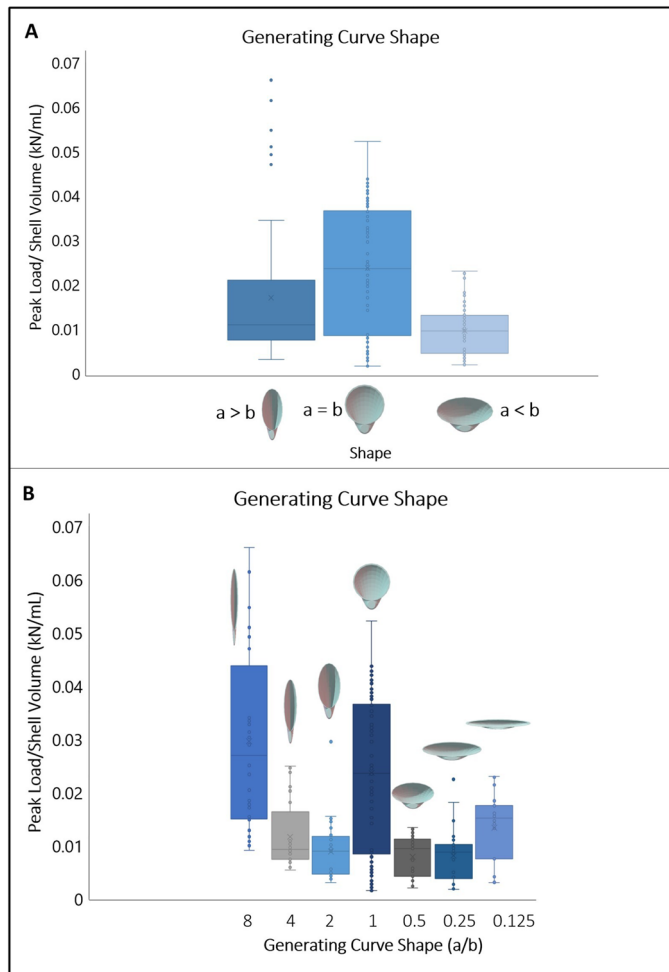 A
Generating Curve Shape
Peak Load/ Shell Volume (kN/mL)
0.07
0.06
0.05
0.04
0.03
0.02
0.01
0
a > b
a = b
a < b
Shape
B
Generating Curve Shape
Peak Load/Shell Volume (kN/mL)
0.07
0.06
0.05
0.04
0.03
0.02
0.01
0
8 4 2 1 0.5 0.25 0.125
Generating Curve Shape (a/b)